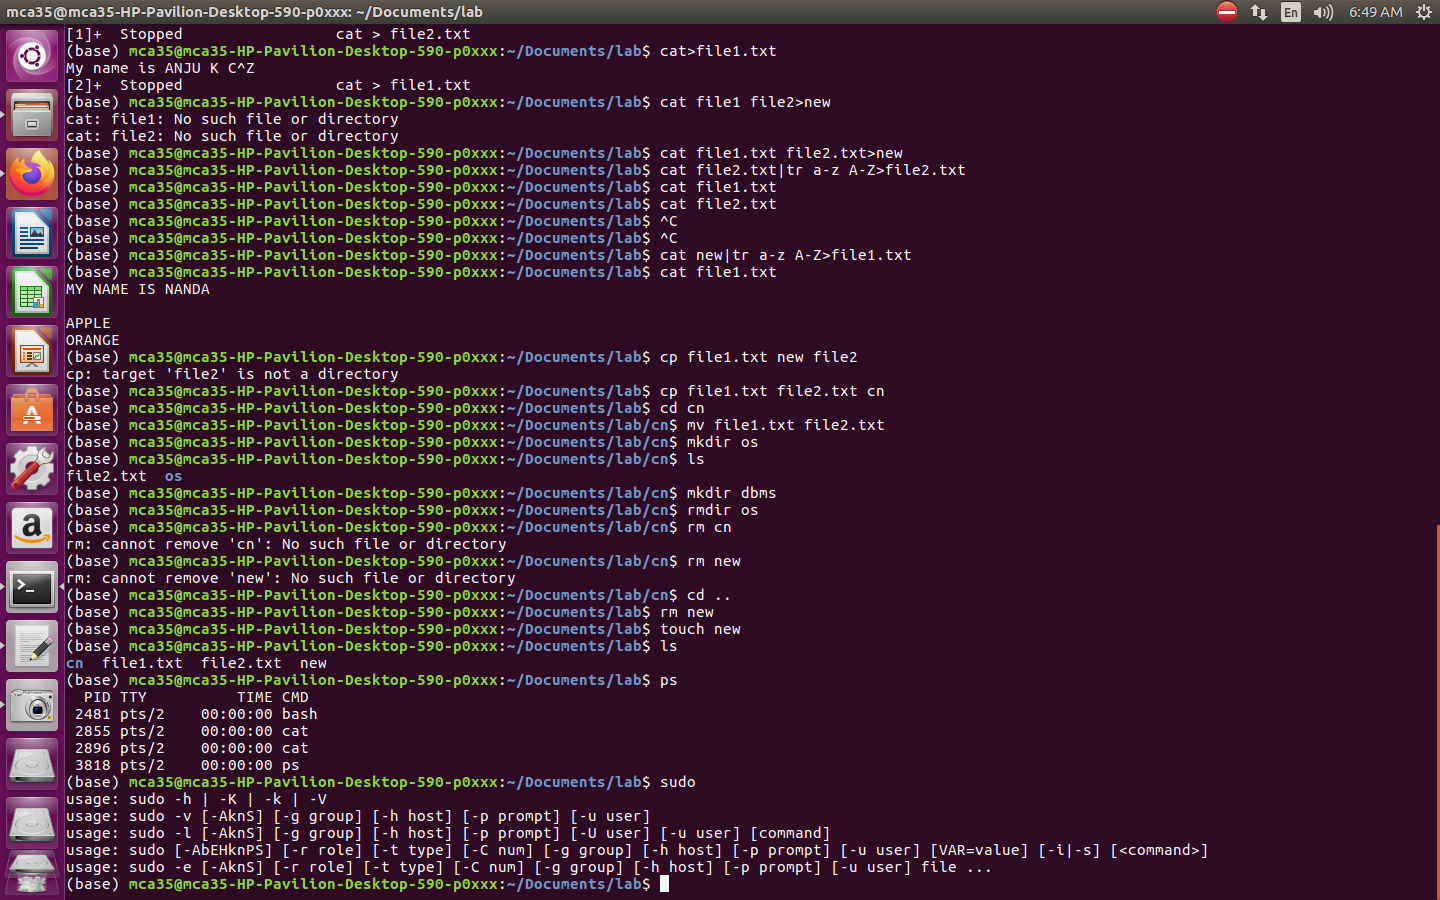 mca35@mca35-HP-Pavilion-Desktop-590-p0xxx: ~/Documents/lab
En
6:49 AM
[1]+  Stopped                 cat > file2.txt
(base) mca35@mca35-HP-Pavilion-Desktop-590-p0xxx:~/Documents/lab$ cat>file1.txt
My name is ANJU K C^Z
[2]+  Stopped                 cat > file1.txt
(base) mca35@mca35-HP-Pavilion-Desktop-590-p0xxx:~/Documents/lab$ cat file1 file2>new
cat: file1: No such file or directory
cat: file2: No such file or directory
(base) mca35@mca35-HP-Pavilion-Desktop-590-p0xxx:~/Documents/lab$ cat file1.txt file2.txt>new
(base) mca35@mca35-HP-Pavilion-Desktop-590-p0xxx:~/Documents/lab$ cat file2.txt|tr a-z A-Z>file2.txt
(base) mca35@mca35-HP-Pavilion-Desktop-590-p0xxx:~/Documents/lab$ cat file1.txt
(base) mca35@mca35-HP-Pavilion-Desktop-590-p0xxx:~/Documents/lab$ cat file2.txt
(base) mca35@mca35-HP-Pavilion-Desktop-590-p0xxx:~/Documents/lab$ ^C
(base) mca35@mca35-HP-Pavilion-Desktop-590-p0xxx:~/Documents/lab$ ^C
(base) mca35@mca35-HP-Pavilion-Desktop-590-p0xxx:~/Documents/lab$ cat new|tr a-z A-Z>file1.txt
(base) mca35@mca35-HP-Pavilion-Desktop-590-p0xxx:~/Documents/lab$ cat file1.txt
MY NAME IS NANDA

APPLE
ORANGE
(base) mca35@mca35-HP-Pavilion-Desktop-590-p0xxx:~/Documents/lab$ cp file1.txt new file2
cp: target 'file2' is not a directory
(base) mca35@mca35-HP-Pavilion-Desktop-590-p0xxx:~/Documents/lab$ cp file1.txt file2.txt cn
(base) mca35@mca35-HP-Pavilion-Desktop-590-p0xxx:~/Documents/lab$ cd cn
(base) mca35@mca35-HP-Pavilion-Desktop-590-p0xxx:~/Documents/lab/cn$ mv file1.txt file2.txt
(base) mca35@mca35-HP-Pavilion-Desktop-590-p0xxx:~/Documents/lab/cn$ mkdir os
(base) mca35@mca35-HP-Pavilion-Desktop-590-p0xxx:~/Documents/lab/cn$ ls
file2.txt  os
(base) mca35@mca35-HP-Pavilion-Desktop-590-p0xxx:~/Documents/lab/cn$ mkdir dbms
(base) mca35@mca35-HP-Pavilion-Desktop-590-p0xxx:~/Documents/lab/cn$ rmdir os
(base) mca35@mca35-HP-Pavilion-Desktop-590-p0xxx:~/Documents/lab/cn$ rm cn
rm: cannot remove 'cn': No such file or directory
(base) mca35@mca35-HP-Pavilion-Desktop-590-p0xxx:~/Documents/lab/cn$ rm new
rm: cannot remove 'new': No such file or directory
(base) mca35@mca35-HP-Pavilion-Desktop-590-p0xxx:~/Documents/lab/cn$ cd ..
(base) mca35@mca35-HP-Pavilion-Desktop-590-p0xxx:~/Documents/lab$ rm new
(base) mca35@mca35-HP-Pavilion-Desktop-590-p0xxx:~/Documents/lab$ touch new
(base) mca35@mca35-HP-Pavilion-Desktop-590-p0xxx:~/Documents/lab$ ls
cn  file1.txt  file2.txt  new
(base) mca35@mca35-HP-Pavilion-Desktop-590-p0xxx:~/Documents/lab$ ps
  PID TTY          TIME CMD
 2481 pts/2    00:00:00 bash
 2855 pts/2    00:00:00 cat
 2896 pts/2    00:00:00 cat
 3818 pts/2    00:00:00 ps
(base) mca35@mca35-HP-Pavilion-Desktop-590-p0xxx:~/Documents/lab$ sudo
usage: sudo -h | -K | -k | -V
usage: sudo -v [-AknS] [-g group] [-h host] [-p prompt] [-u user]
usage: sudo -l [-AknS] [-g group] [-h host] [-p prompt] [-U user] [-u user] [command]
usage: sudo [-AbEHknPS] [-r role] [-t type] [-C num] [-g group] [-h host] [-p prompt] [-u user] [VAR=value] [-i|-s] [<command>]
usage: sudo -e [-AknS] [-r role] [-t type] [-C num] [-g group] [-h host] [-p prompt] [-u user] file ...
(base) mca35@mca35-HP-Pavilion-Desktop-590-p0xxx:~/Documents/lab$